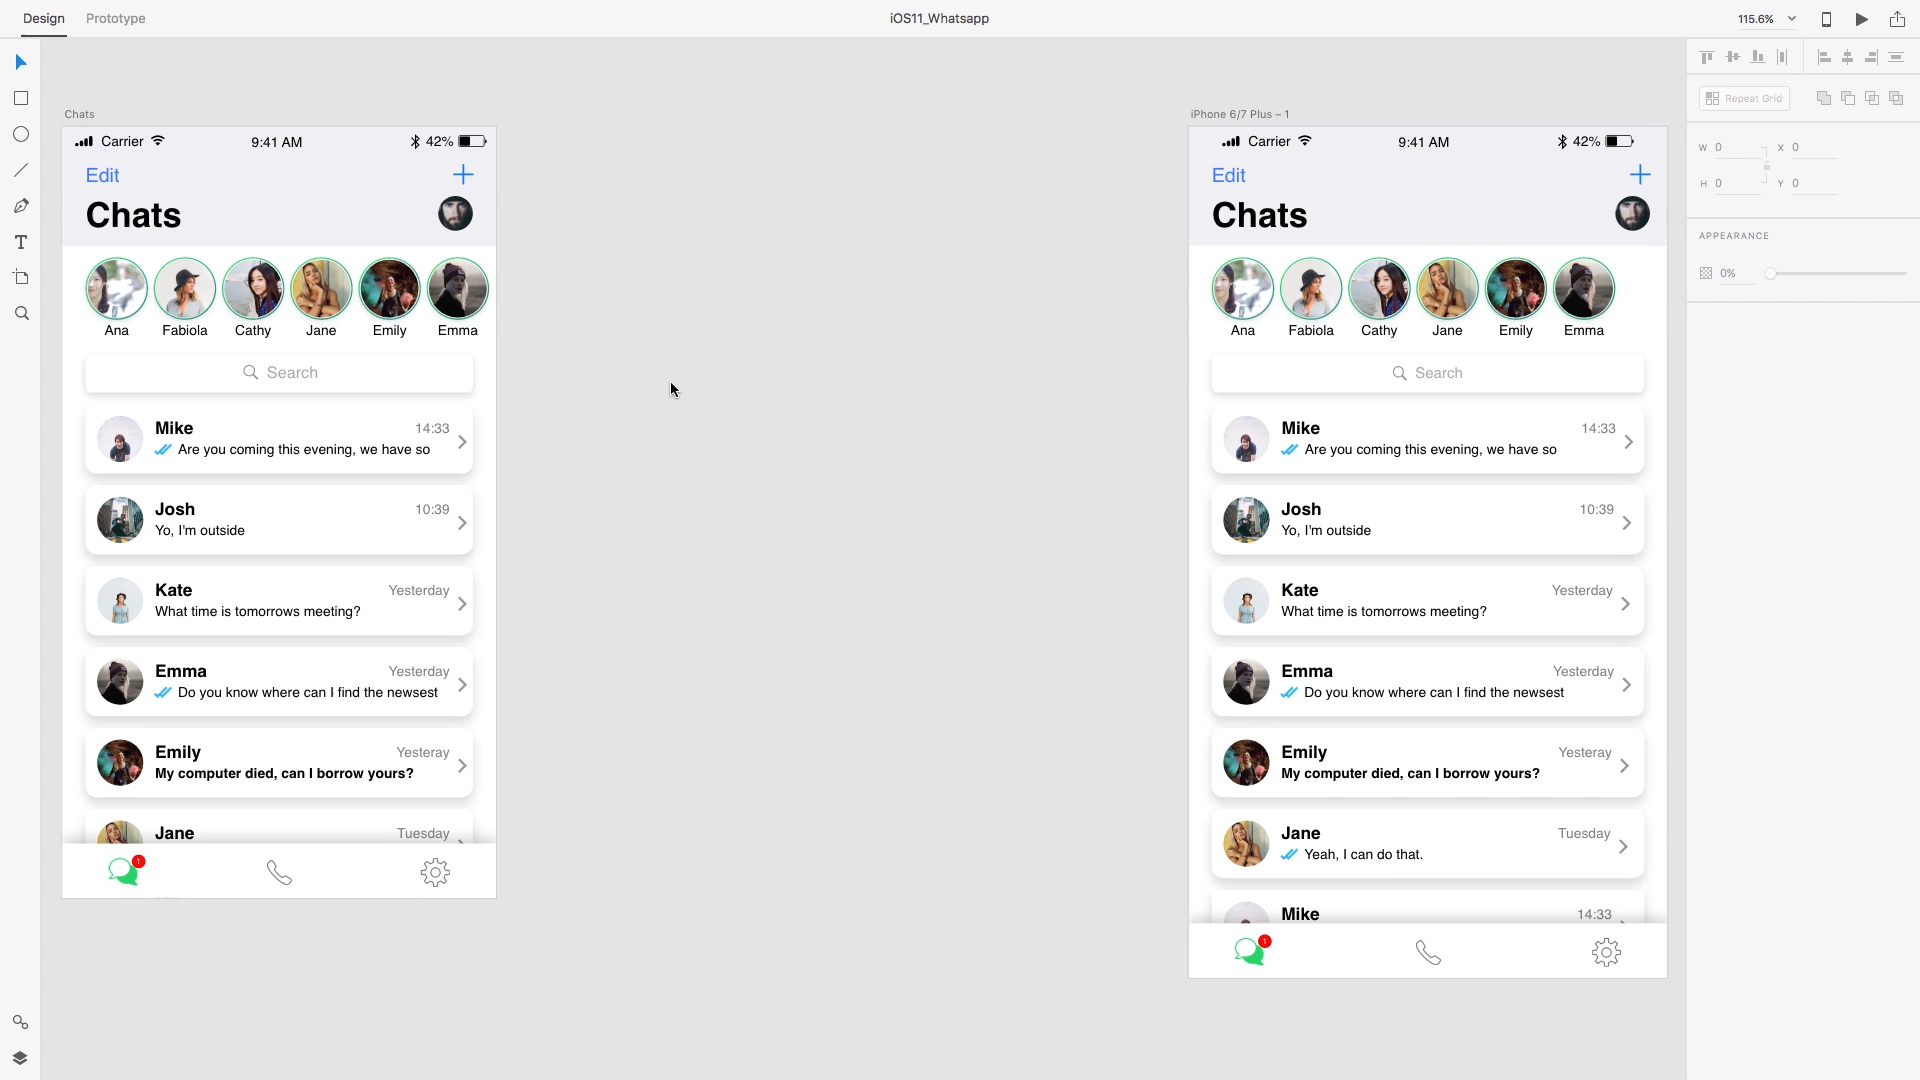 Design Prototype iOS11_Whatsapp 115.6%
Chats
Carrier 9:41 AM 42%
Edit
Chats
Ana Fabiola Cathy Jane Emily Emma
Search
Mike 14:33
Are you coming this evening, we have so
Josh 10:39
Yo, I'm outside
Kate Yesterday
What time is tomorrows meeting?
Emma Yesterday
Do you know where can I find the newsest
Emily Yesteray
My computer died, can I borrow yours?
Jane Tuesday
1
iPhone 6/7 Plus – 1
Carrier 9:41 AM 42%
Edit
Chats
Ana Fabiola Cathy Jane Emily Emma
Search
Mike 14:33
Are you coming this evening, we have so
Josh 10:39
Yo, I'm outside
Kate Yesterday
What time is tomorrows meeting?
Emma Yesterday
Do you know where can I find the newsest
Emily Yesteray
My computer died, can I borrow yours?
Jane Tuesday
Yeah, I can do that.
Mike 14:33
1
Repeat Grid
W 0 X 0
H 0 Y 0
APPEARANCE
0%